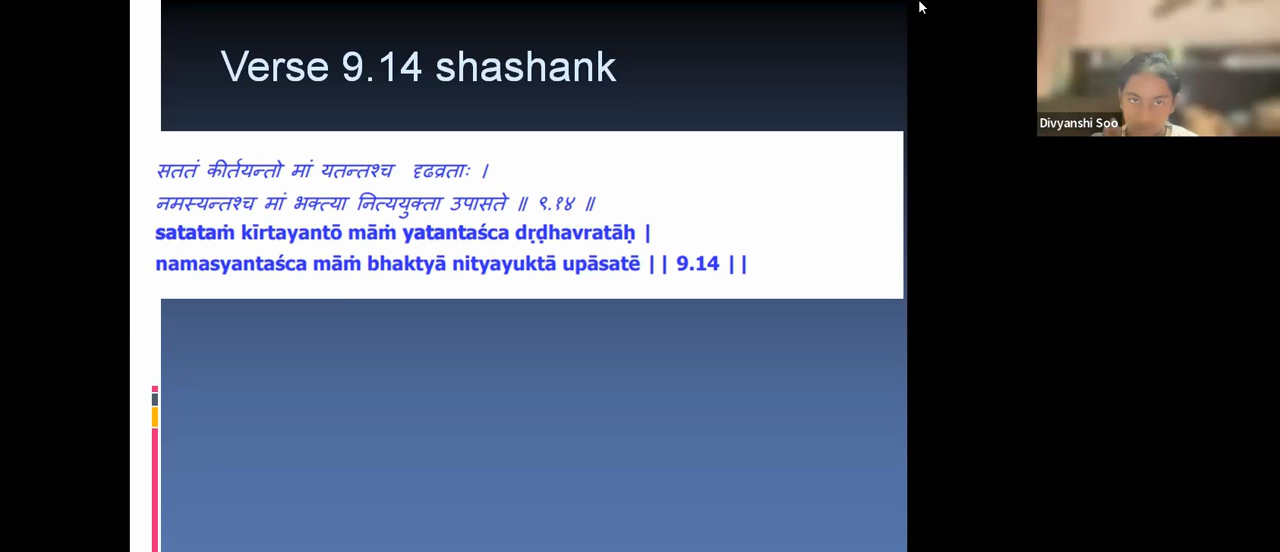 Verse 9.14 shashank
सततं कीर्तयन्तो मां यतन्तश्च दृढव्रताः ।
नमस्यन्तश्च मां भक्त्या नित्ययुक्ता उपासते ॥ ९.१४ ॥
satataṁ kīrtayantō māṁ yatantaśca dṛḍhavratāḥ |
namasyantaśca māṁ bhaktyā nityayuktā upāsatē || 9.14 ||
Divyanshi Soo